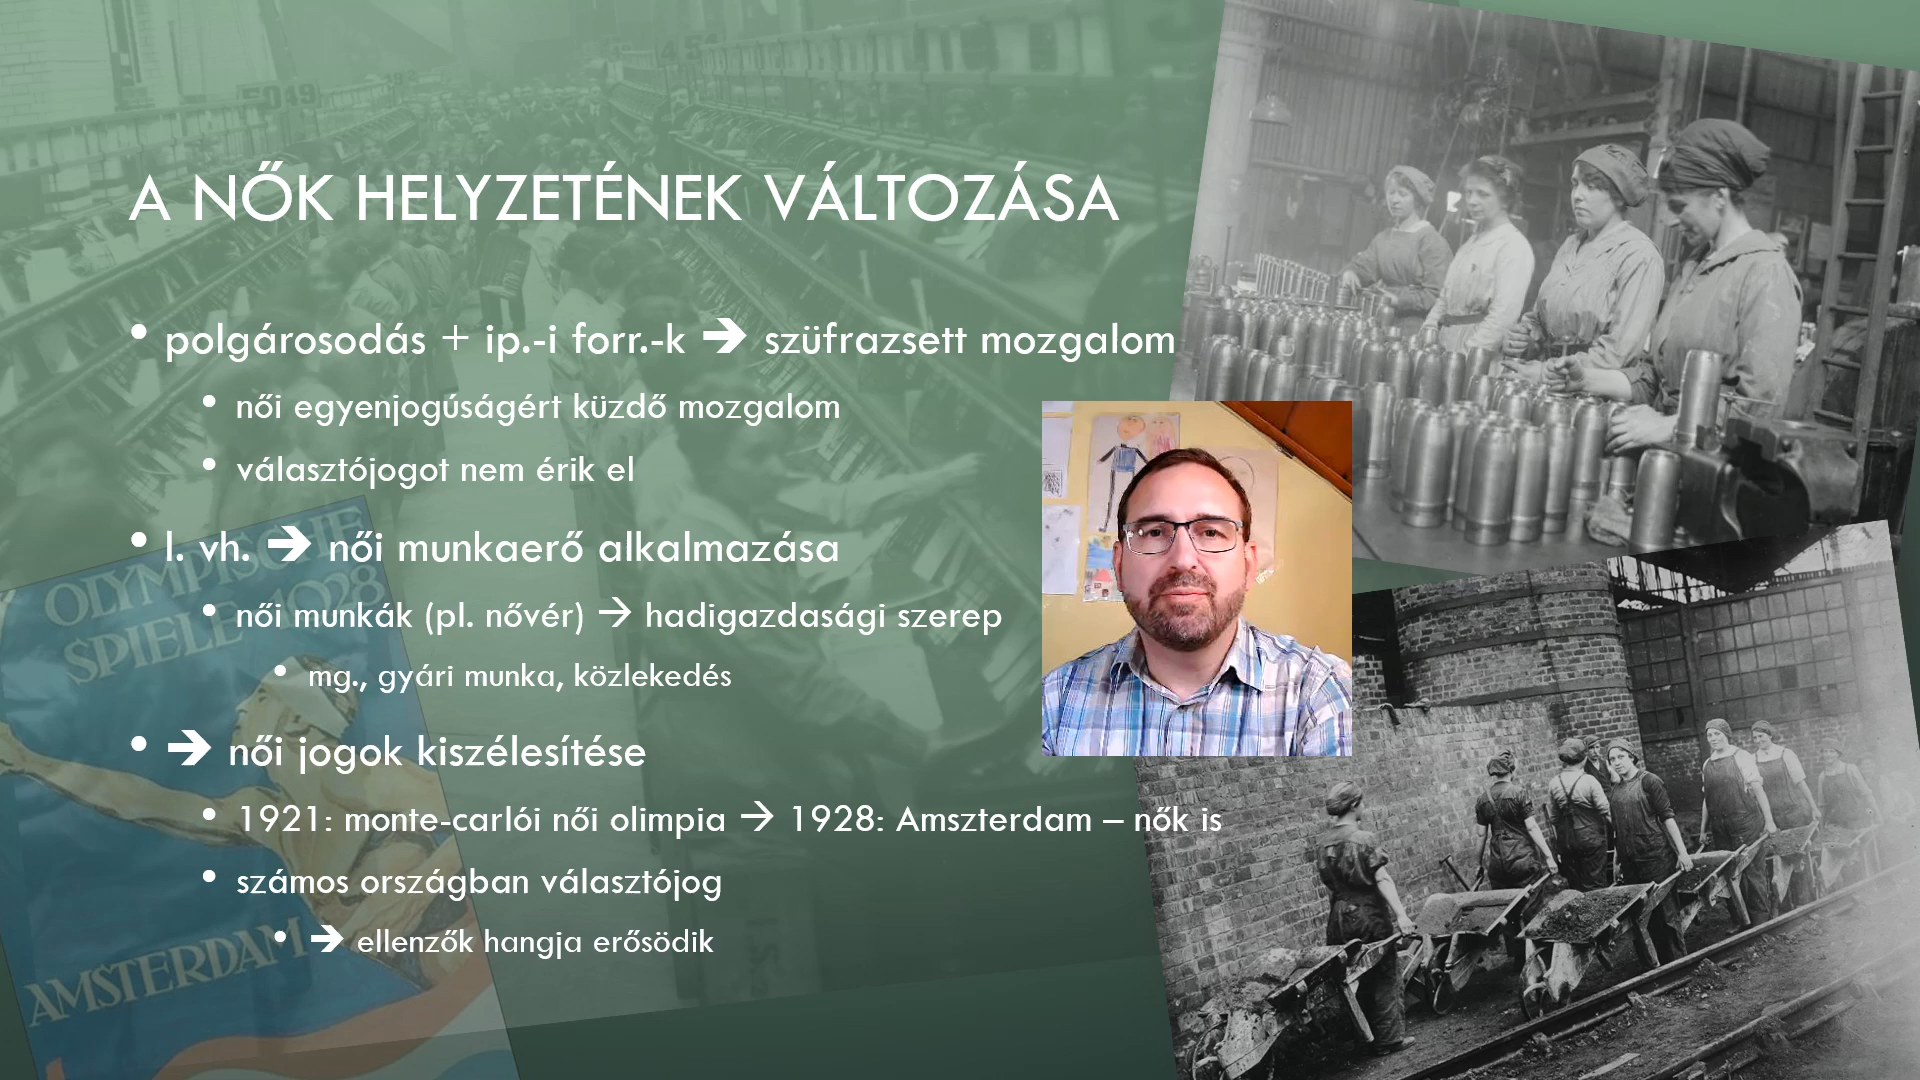 A NŐK HELYZETÉNEK VÁLTOZÁSA
• polgárosodás + ip.-i forr.-k 🡺 szüfrazsett mozgalom
• női egyenjogúságért küzdő mozgalom
• választójogot nem érik el
• I. vh. 🡺 női munkaerő alkalmazása
• női munkák (pl. nővér) → hadigazdasági szerep
• mg., gyári munka, közlekedés
• 🡺 női jogok kiszélesítése
• 1921: monte-carlói női olimpia → 1928: Amszterdam – nők is
• számos országban választójog
• 🡺 ellenzők hangja erősödik
OLYMPISCHE
SPIELE 1928
AMSTERDAM
5049